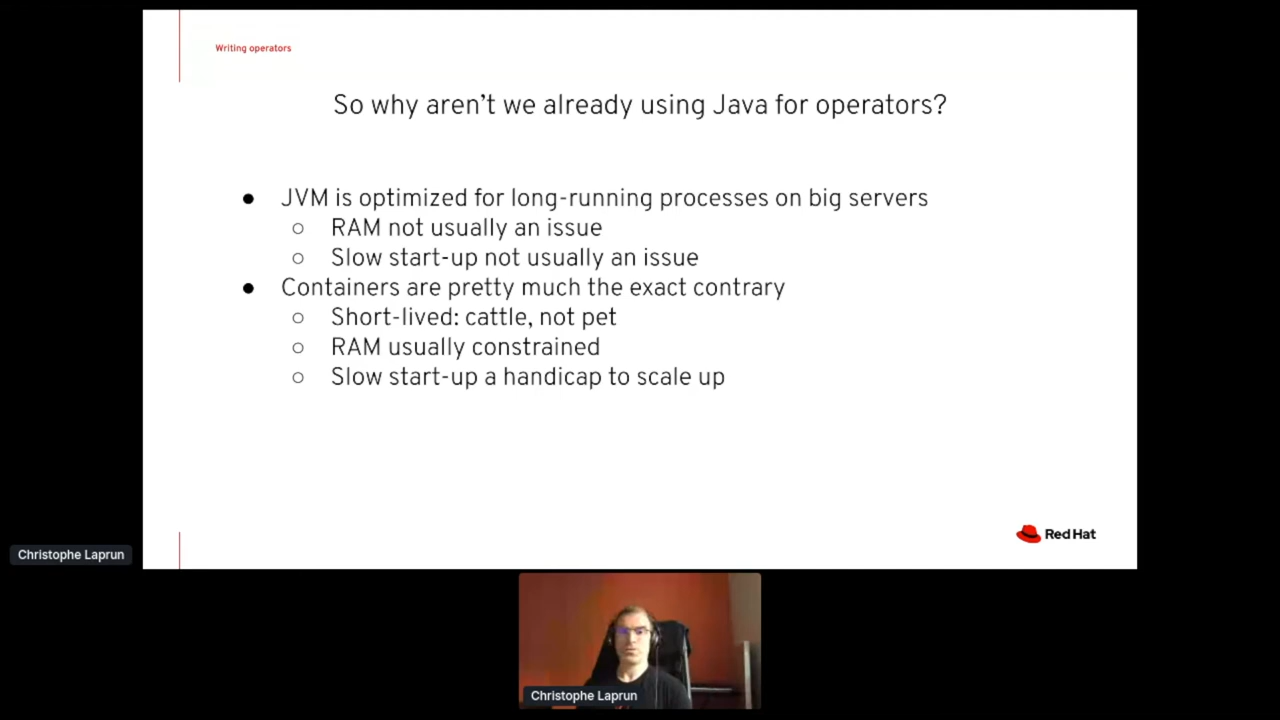 Writing operators
So why aren't we already using Java for operators?
● JVM is optimized for long-running processes on big servers
○ RAM not usually an issue
○ Slow start-up not usually an issue
● Containers are pretty much the exact contrary
○ Short-lived: cattle, not pet
○ RAM usually constrained
○ Slow start-up a handicap to scale up
Red Hat
Christophe Laprun
Christophe Laprun